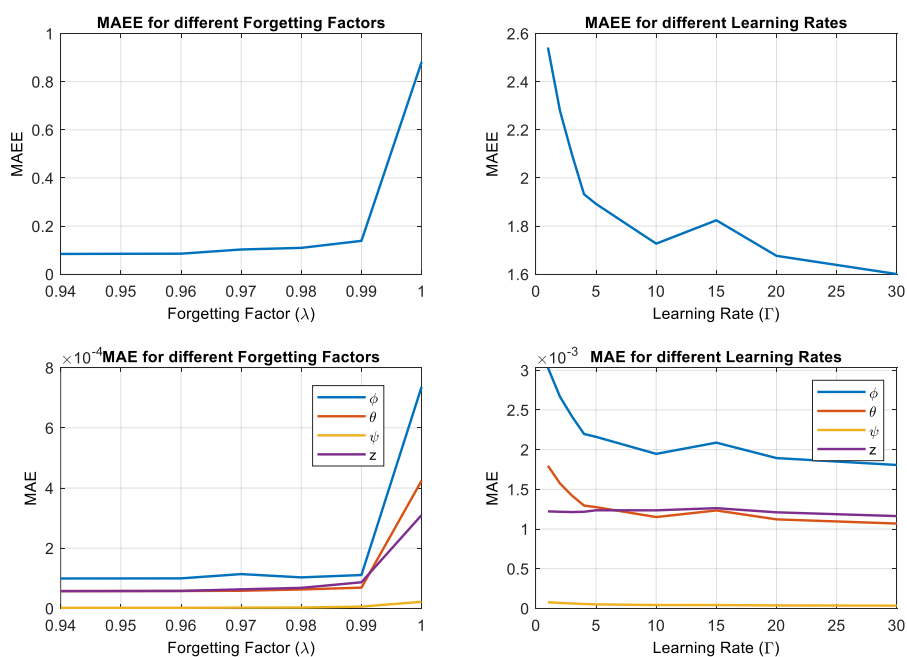 MAEE for different Forgetting Factors
1
0.8
0.6
0.4
0.2
0
MAEE
0.94 0.95 0.96 0.97 0.98 0.99 1
Forgetting Factor (λ)
MAEE for different Learning Rates
2.6
2.4
2.2
2
1.8
1.6
MAEE
0 5 10 15 20 25 30
Learning Rate (Γ)
×10⁻⁴
MAE for different Forgetting Factors
8
6
4
2
0
MAE
ϕ
θ
ψ
z
0.94 0.95 0.96 0.97 0.98 0.99 1
Forgetting Factor (λ)
×10⁻³
MAE for different Learning Rates
3
2.5
2
1.5
1
0.5
0
MAE
ϕ
θ
ψ
z
0 5 10 15 20 25 30
Learning Rate (Γ)